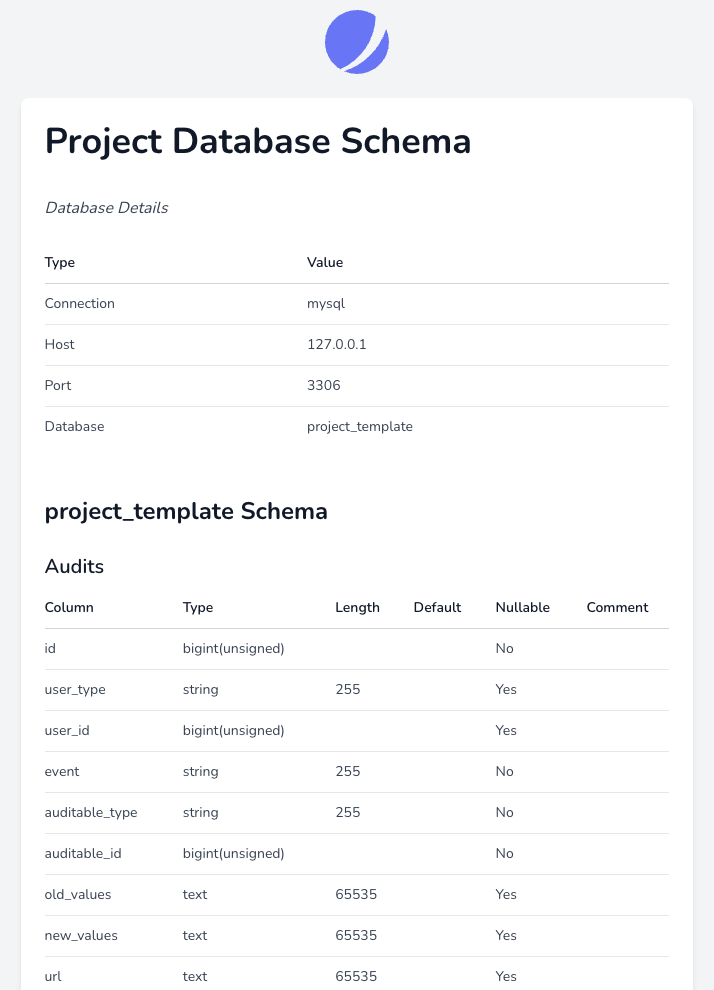 Project Database Schema
Database Details
Type Value
Connection mysql
Host 127.0.0.1
Port 3306
Database project_template
project_template Schema
Audits
Column Type Length Default Nullable Comment
id bigint(unsigned) No
user_type string 255 Yes
user_id bigint(unsigned) Yes
event string 255 No
auditable_type string 255 No
auditable_id bigint(unsigned) No
old_values text 65535 Yes
new_values text 65535 Yes
url text 65535 Yes